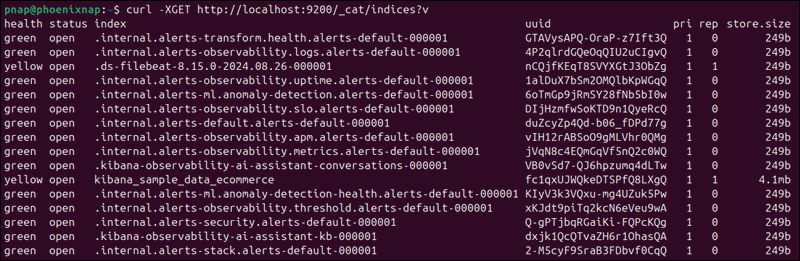 pnap@phoenixnap:~$ curl -XGET http://localhost:9200/_cat/indices?v
health status index uuid pri rep store.size
green open .internal.alerts-transform.health.alerts-default-000001 GTAVysAPQ-OraP-z7Ift3Q 1 0 249b
green open .internal.alerts-observability.logs.alerts-default-000001 4P2qlrdGQeOqQIU2uCIgvQ 1 0 249b
yellow open .ds-filebeat-8.15.0-2024.08.26-000001 nCQjfKEqT8SVYXGtJ3ObZg 1 1 249b
green open .internal.alerts-observability.uptime.alerts-default-000001 1alDuX7bSm2OMQlbKpWGqQ 1 0 249b
green open .internal.alerts-ml.anomaly-detection.alerts-default-000001 6oTmGp9jRmSY28fNb5bI0w 1 0 249b
green open .internal.alerts-observability.slo.alerts-default-000001 DIjHzmfwSoKTD9n1QyeRcQ 1 0 249b
green open .internal.alerts-default.alerts-default-000001 duZcyZp4Qd-b06_fDPd77g 1 0 249b
green open .internal.alerts-observability.apm.alerts-default-000001 vIH12rABSoO9gMLVhr0QMg 1 0 249b
green open .internal.alerts-observability.metrics.alerts-default-000001 jVqN8c4EQmGqVf5nQ2c0WQ 1 0 249b
green open .kibana-observability-ai-assistant-conversations-000001 VB0vSd7-QJ6hpzumq4dLTw 1 0 249b
yellow open kibana_sample_data_ecommerce fc1qxUJWQkeDTSPfQ8LXgQ 1 1 4.1mb
green open .internal.alerts-ml.anomaly-detection-health.alerts-default-000001 KIyV3k3VQxu-mg4UZuk5Pw 1 0 249b
green open .internal.alerts-observability.threshold.alerts-default-000001 xKJdt9piTq2kcN6eVeu9wA 1 0 249b
green open .internal.alerts-security.alerts-default-000001 Q-gPTjbqRGaiKi-FQPcKQg 1 0 249b
green open .kibana-observability-ai-assistant-kb-000001 dxjk1QcQTvaZH6r1OhasQA 1 0 249b
green open .internal.alerts-stack.alerts-default-000001 2-M5cyF9SraB3FDbvf0CqQ 1 0 249b